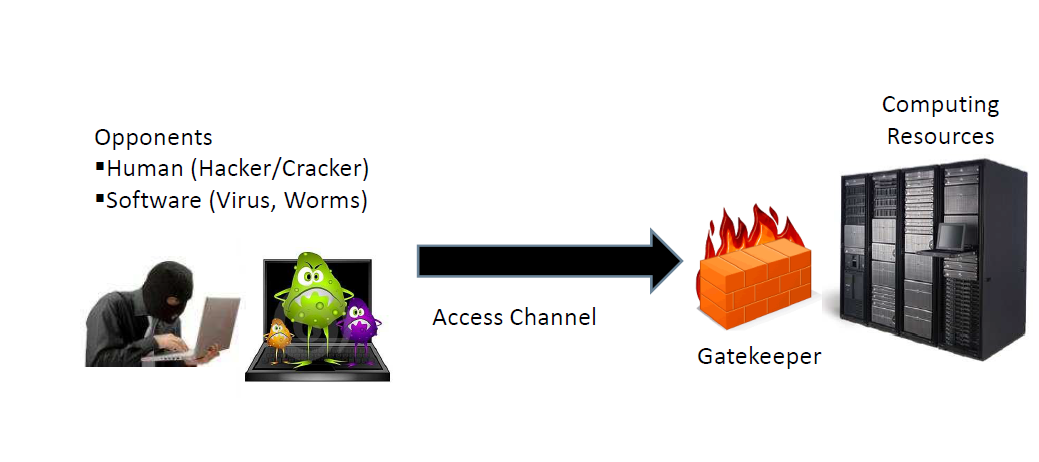 Opponents
▪Human (Hacker/Cracker)
▪Software (Virus, Worms)
Access Channel
Gatekeeper
Computing
Resources